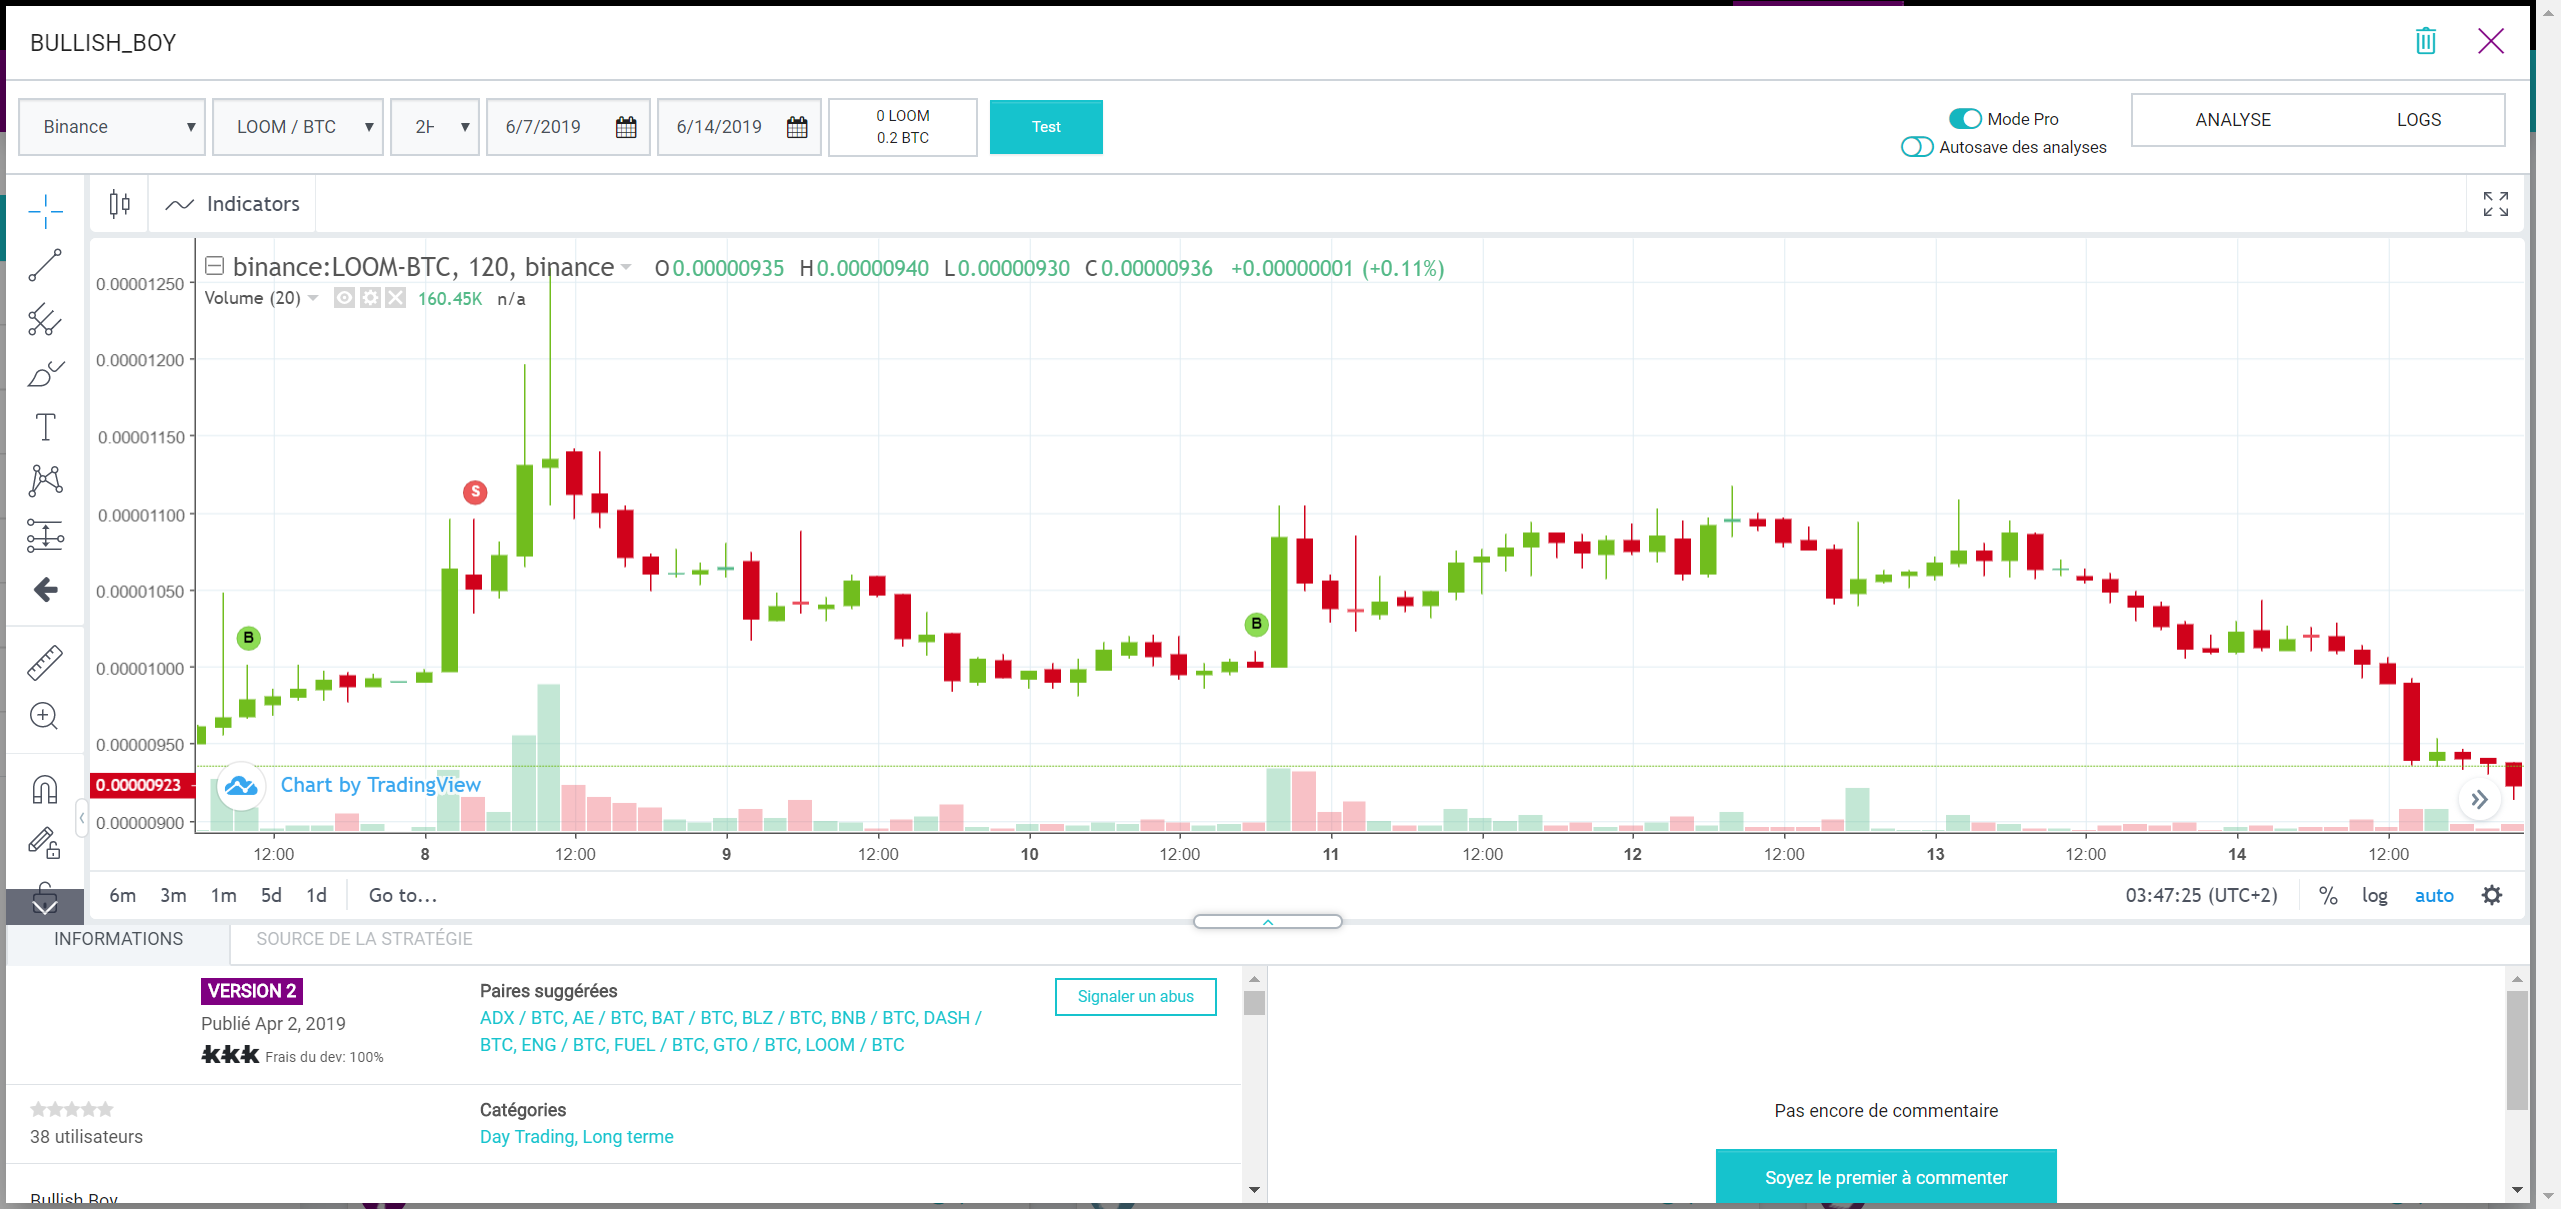 BULLISH_BOY
Binance
LOOM / BTC
6/7/2019
6/14/2019
0 LOOM
0.2 BTC
Test
Mode Pro
Autosave des analyses
ANALYSE
LOGS
Indicators
binance:LOOM-BTC, 120, binance O0.00000935 H0.00000940 L0.00000930 C0.00000936 +0.00000001 (+0.11%)
Volume (20) 160.45K n/a
0.00001250
0.00001200
0.00001150
0.00001100
0.00001050
0.00001000
0.00000950
0.00000923
0.00000900
S
B
B
Chart by TradingView
12:00 8 12:00 9 12:00 10 12:00 11 12:00 12 12:00 13 12:00 14 12:00
6m 3m 1m 5d 1d Go to...
03:47:25 (UTC+2) % log auto
INFORMATIONS
SOURCE DE LA STRATÉGIE
VERSION 2
Publié Apr 2, 2019
Frais du dev: 100%
Paires suggérées
ADX / BTC, AE / BTC, BAT / BTC, BLZ / BTC, BNB / BTC, DASH /
BTC, ENG / BTC, FUEL / BTC, GTO / BTC, LOOM / BTC
Signaler un abus
38 utilisateurs
Catégories
Day Trading, Long terme
Bullish Boy
Pas encore de commentaire
Soyez le premier à commenter